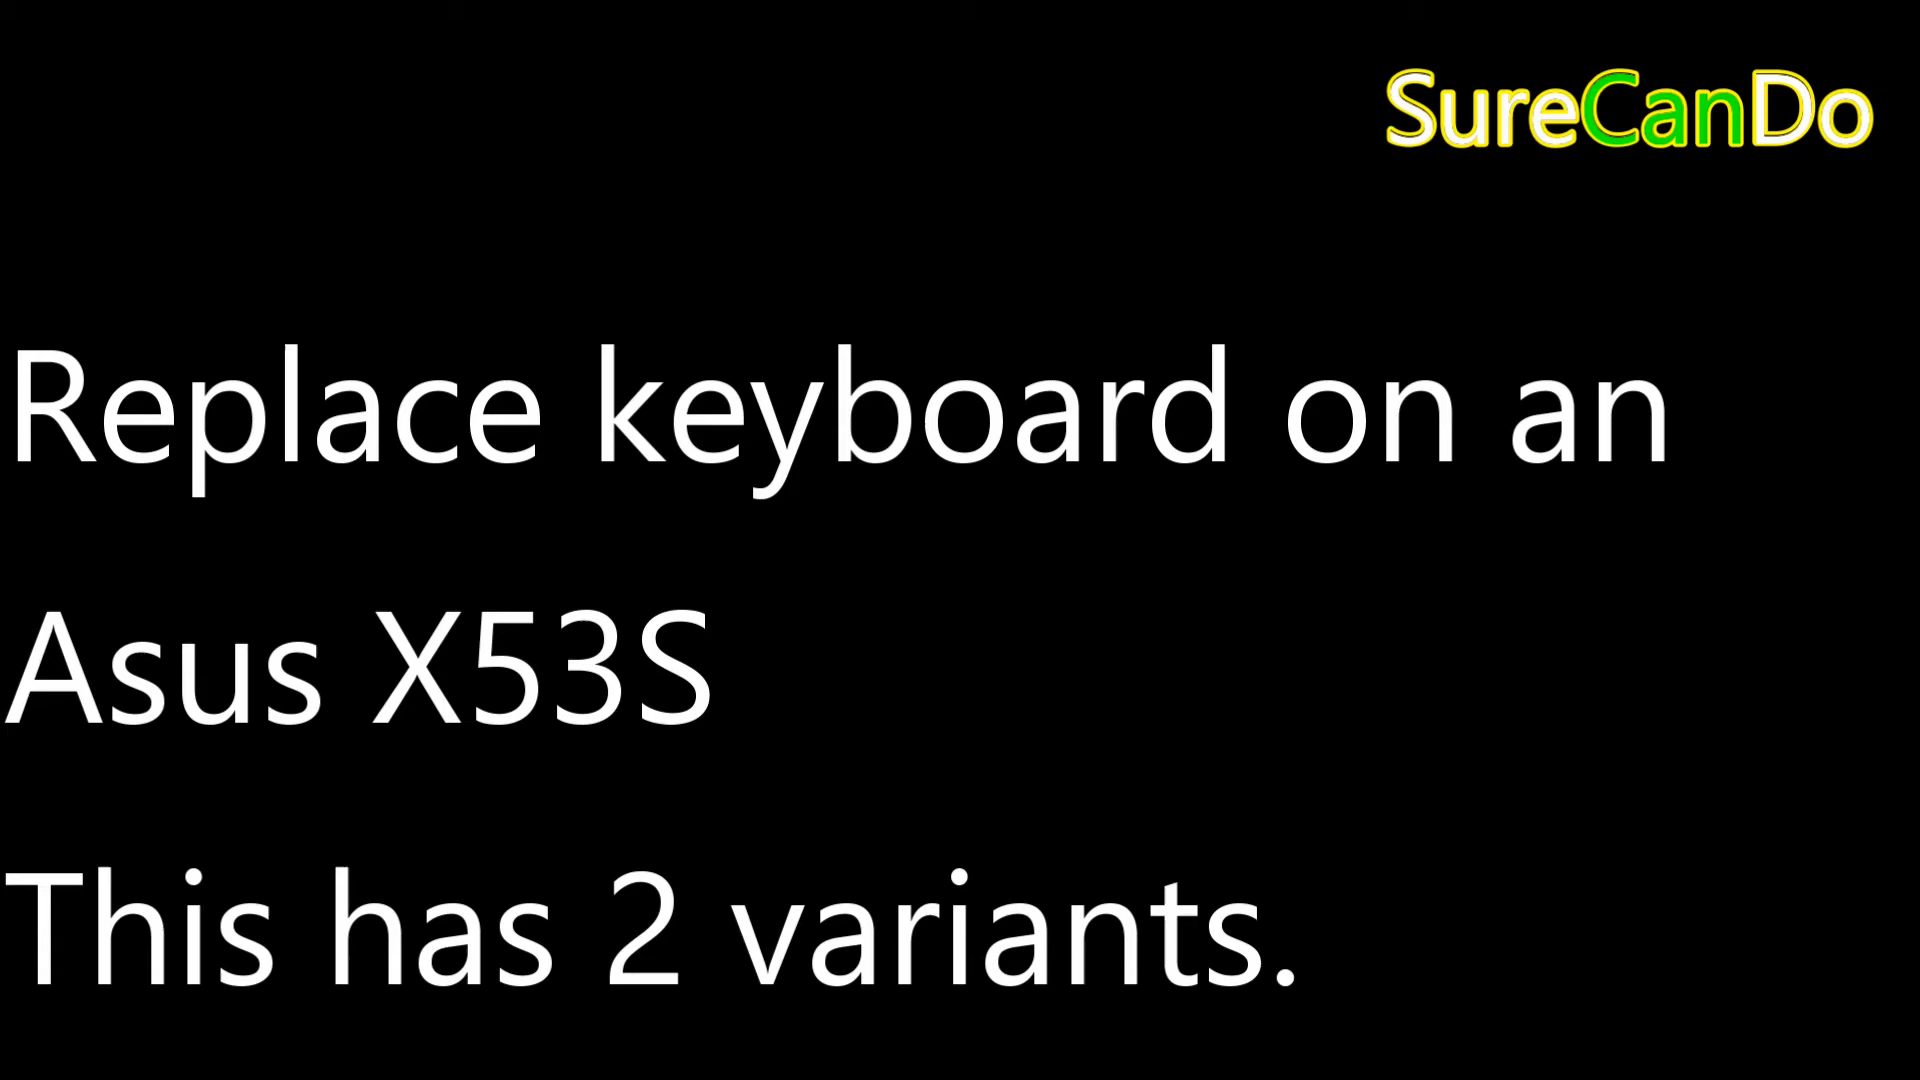 SureCanDo
Replace keyboard on an
Asus X53S
This has 2 variants.